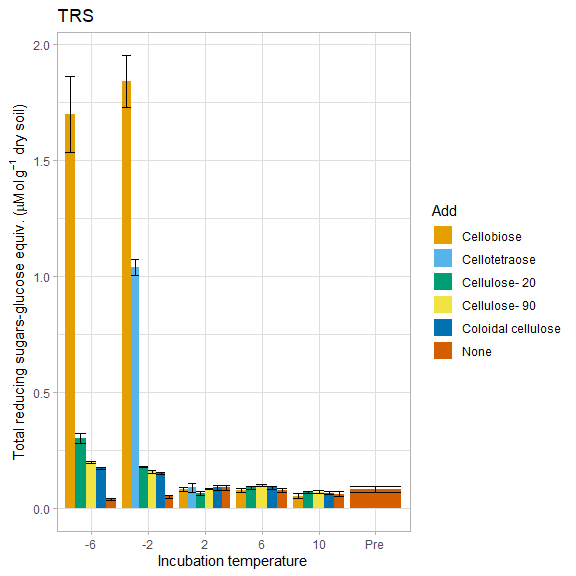 TRS
Total reducing sugars-glucose equiv. (μMol g⁻¹ dry soil)
2.0
1.5
1.0
0.5
0.0
-6 -2 2 6 10 Pre
Incubation temperature
Add
Cellobiose
Cellotetraose
Cellulose- 20
Cellulose- 90
Coloidal cellulose
None